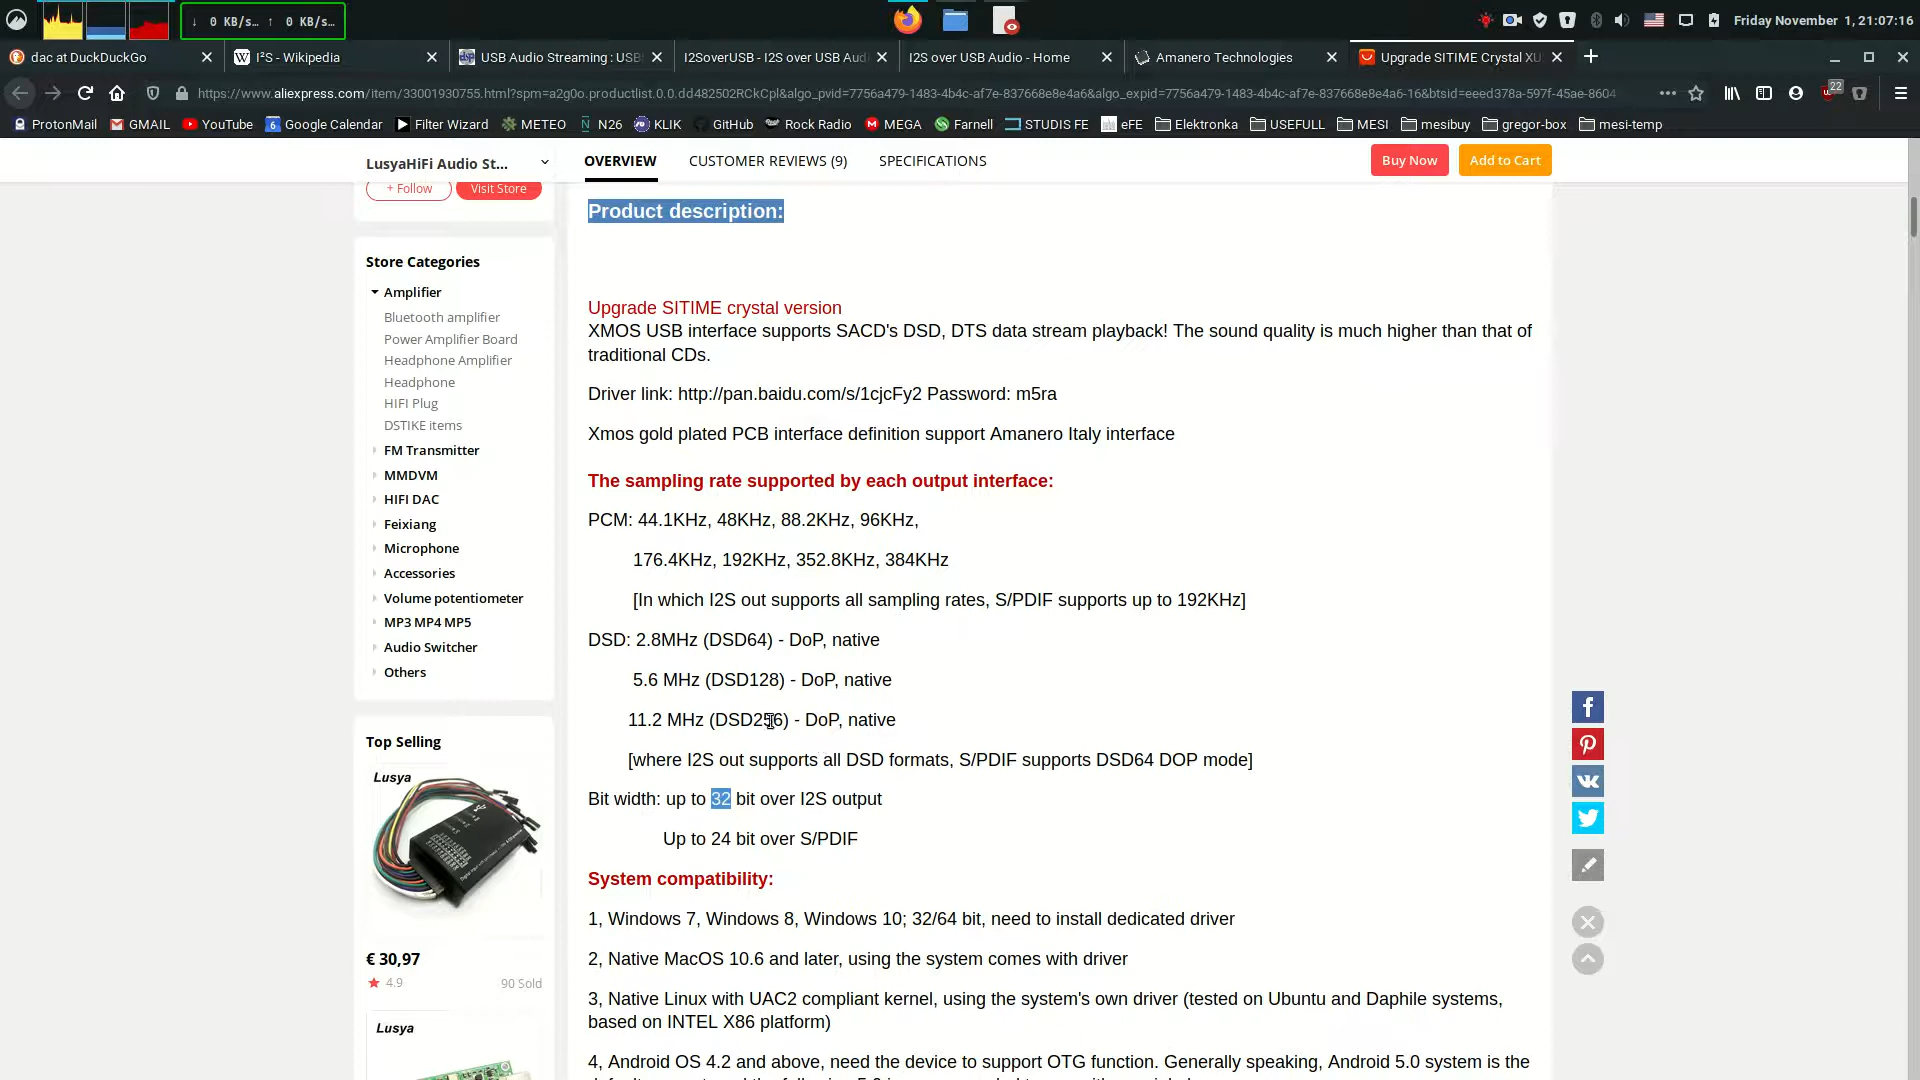 ↓ 0 KB/s… ↑ 0 KB/s…
Friday November 1, 21:07:16
dac at DuckDuckGo
W I²S - Wikipedia
USB Audio Streaming : USB
I2SoverUSB - I2S over USB Audi
I2S over USB Audio - Home
Amanero Technologies
Upgrade SITIME Crystal XU
https://www.aliexpress.com/item/33001930755.html?spm=a2g0o.productlist.0.0.dd482502RCkCpl&algo_pvid=7756a479-1483-4b4c-af7e-837668e8e4a6&algo_expid=7756a479-1483-4b4c-af7e-837668e8e4a6-16&btsid=eeed378a-597f-45ae-8604
22
ProtonMail
GMAIL
YouTube
6 Google Calendar
Filter Wizard
METEO
N N26
KLIK
GitHub
Rock Radio
MEGA
Farnell
STUDIS FE
eFE
Elektronka
USEFULL
MESI
mesibuy
gregor-box
mesi-temp
LusyaHiFi Audio St...
OVERVIEW
CUSTOMER REVIEWS (9)
SPECIFICATIONS
Buy Now
Add to Cart
+ Follow
Visit Store
Store Categories
Amplifier
Bluetooth amplifier
Power Amplifier Board
Headphone Amplifier
Headphone
HIFI Plug
DSTIKE items
FM Transmitter
MMDVM
HIFI DAC
Feixiang
Microphone
Accessories
Volume potentiometer
MP3 MP4 MP5
Audio Switcher
Others
Top Selling
Lusya
€ 30,97
4.9
90 Sold
Lusya
Product description:
Upgrade SITIME crystal version
XMOS USB interface supports SACD's DSD, DTS data stream playback! The sound quality is much higher than that of
traditional CDs.
Driver link: http://pan.baidu.com/s/1cjcFy2 Password: m5ra
Xmos gold plated PCB interface definition support Amanero Italy interface
The sampling rate supported by each output interface:
PCM: 44.1KHz, 48KHz, 88.2KHz, 96KHz,
176.4KHz, 192KHz, 352.8KHz, 384KHz
[In which I2S out supports all sampling rates, S/PDIF supports up to 192KHz]
DSD: 2.8MHz (DSD64) - DoP, native
5.6 MHz (DSD128) - DoP, native
11.2 MHz (DSD256) - DoP, native
[where I2S out supports all DSD formats, S/PDIF supports DSD64 DOP mode]
Bit width: up to 32 bit over I2S output
Up to 24 bit over S/PDIF
System compatibility:
1, Windows 7, Windows 8, Windows 10; 32/64 bit, need to install dedicated driver
2, Native MacOS 10.6 and later, using the system comes with driver
3, Native Linux with UAC2 compliant kernel, using the system's own driver (tested on Ubuntu and Daphile systems,
based on INTEL X86 platform)
4, Android OS 4.2 and above, need the device to support OTG function. Generally speaking, Android 5.0 system is the